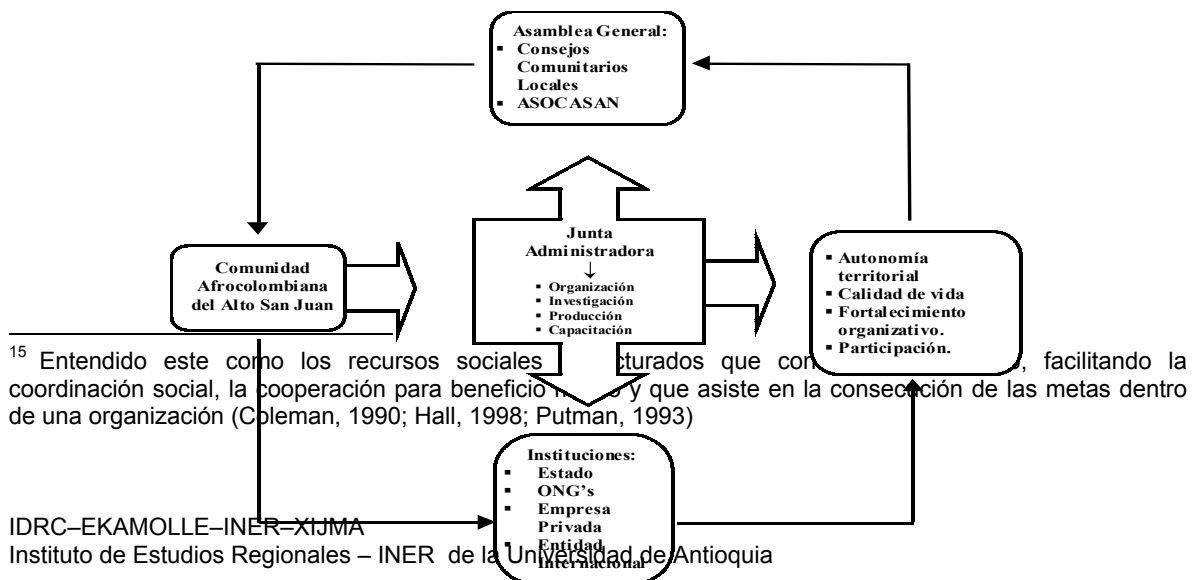 Asamblea General:
▪ Consejos
Comunitarios
Locales
▪ ASOCASAN
Comunidad
Afrocolombiana
del Alto San Juan
Junta
Administradora
↓
▪ Organización
▪ Investigación
▪ Producción
▪ Capacitación
▪ Autonomía
territorial
▪ Calidad de vida
▪ Fortalecimiento
organizativo.
▪ Participación.
15 Entendido este como los recursos sociales cturados que con o, facilitando la
coordinación social, la cooperación para beneficio y que asiste en la consecución de las metas dentro
de una organización (Coleman, 1990; Hall, 1998; Putman, 1993)
Instituciones:
▪ Estado
▪ ONG's
▪ Empresa
Privada
▪ Entidad
Internacional
IDRC–EKAMOLLE–INER–XIJMA
Instituto de Estudios Regionales – INER de la Universidad de Antioquia